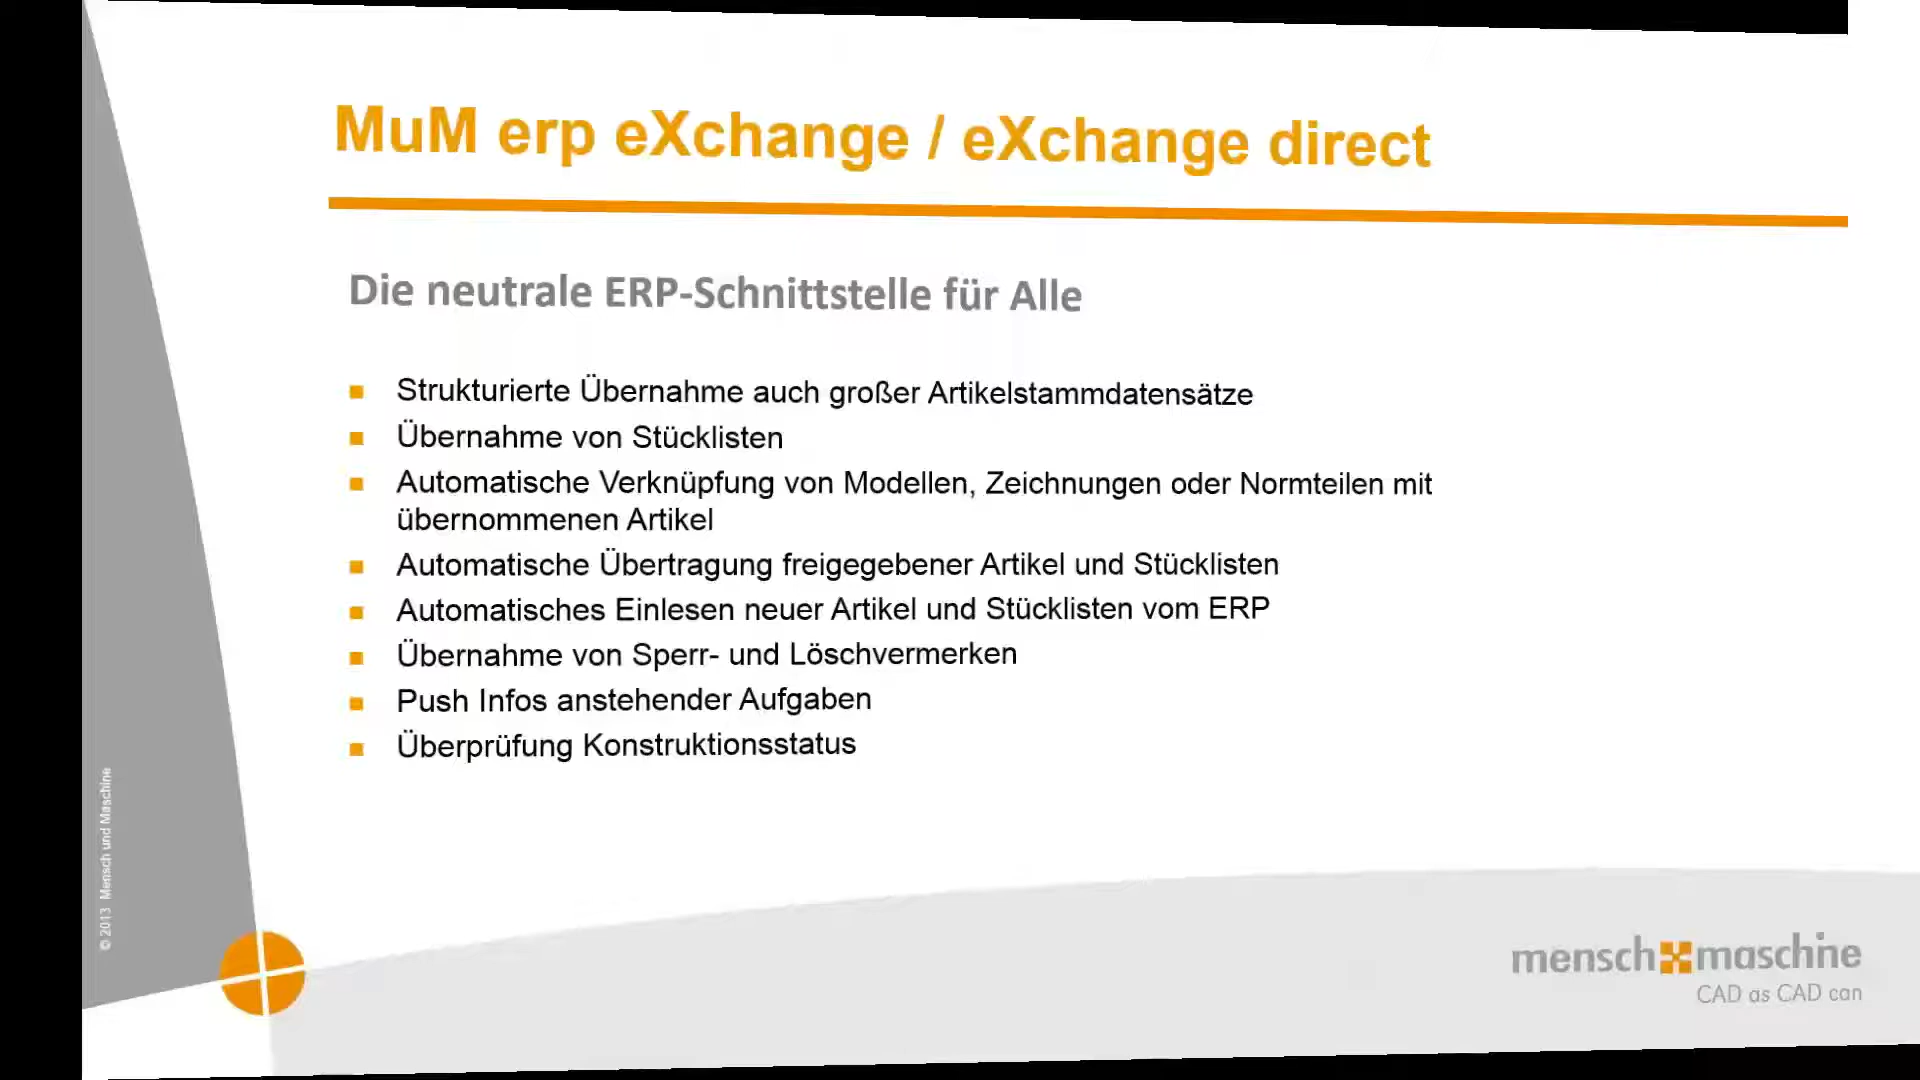 MuM erp eXchange / eXchange direct
Die neutrale ERP-Schnittstelle für Alle
Strukturierte Übernahme auch großer Artikelstammdatensätze
Übernahme von Stücklisten
Automatische Verknüpfung von Modellen, Zeichnungen oder Normteilen mit
übernommenen Artikel
Automatische Übertragung freigegebener Artikel und Stücklisten
Automatisches Einlesen neuer Artikel und Stücklisten vom ERP
Übernahme von Sperr- und Löschvermerken
Push Infos anstehender Aufgaben
Überprüfung Konstruktionsstatus
© 2013 Mensch und Maschine
mensch maschine
CAD as CAD can